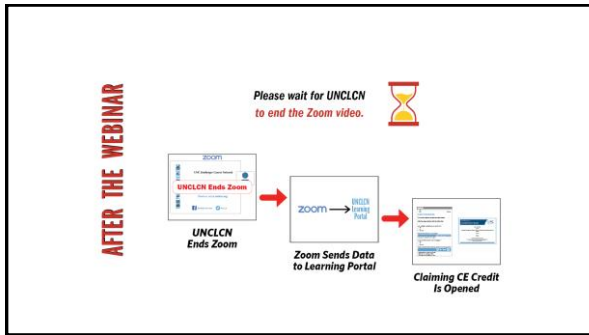 AFTER THE WEBINAR
Please wait for UNCLCN
to end the Zoom video.
zoom
UNCLCN Ends Zoom
UNCLCN
Ends Zoom
zoom
UNCLCN
Learning
Portal
Zoom Sends Data
to Learning Portal
Claiming CE Credit
Is Opened